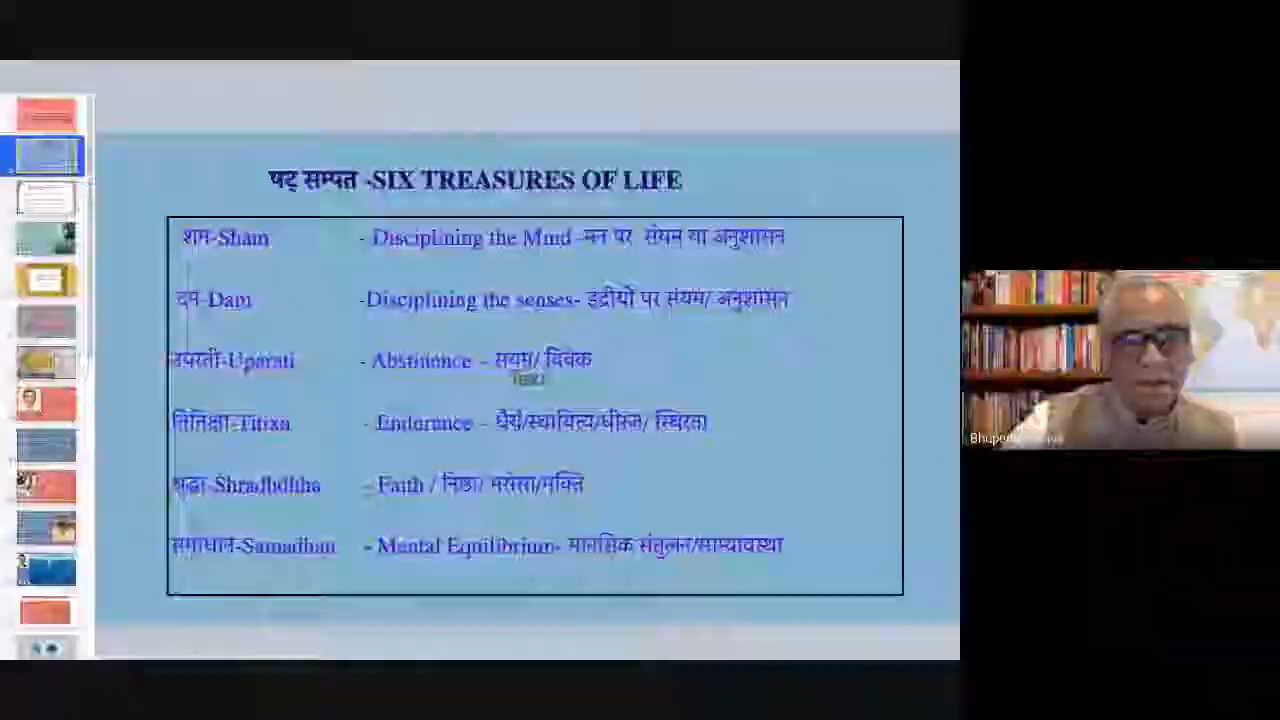 षट् सम्पत -SIX TREASURES OF LIFE
शम-Sham - Disciplining the Mind -मन पर संयम या अनुशासन
दम-Dam -Disciplining the senses- इंद्रीयों पर संयम/ अनुशासन
उपरती-Uparati - Abstinence - संयम/ विवेक
तितिक्षा-Titixa - Endurance - धैर्य/स्थायित्व/धीरज/ स्थिरता
श्रद्धा-Shradhdhha - Faith / निष्ठा/ भरोसा/भक्ति
समाधान-Samadhan - Mental Equilibrium- मानसिक संतुलन/साम्यावस्था